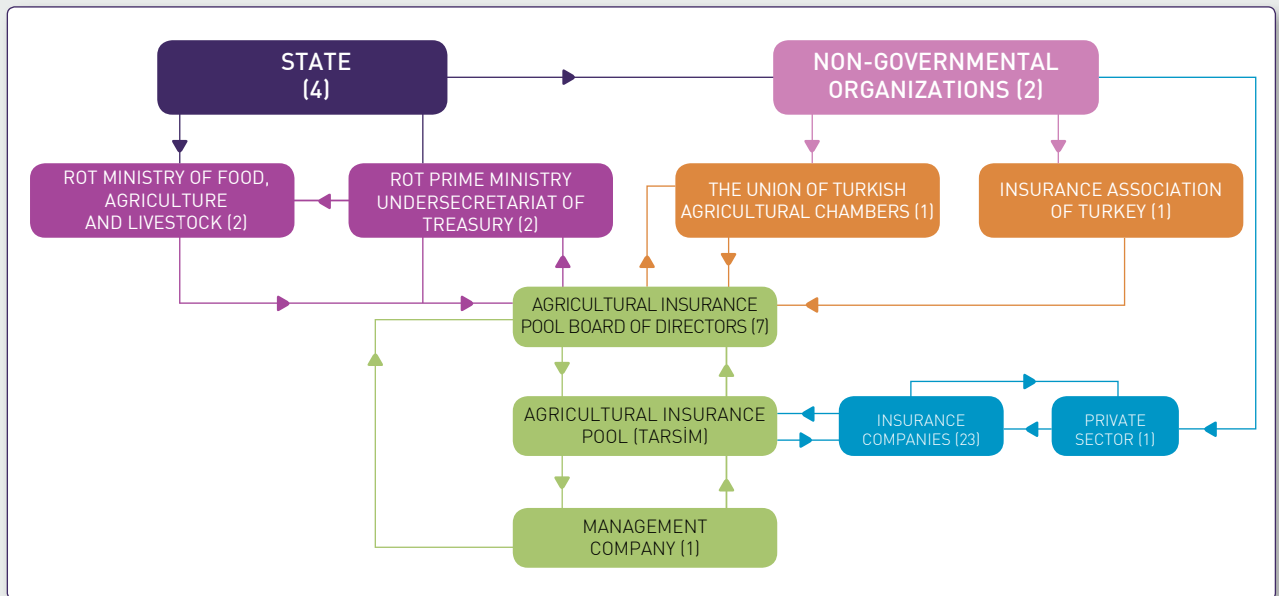 STATE
(4)
NON-GOVERNMENTAL
ORGANIZATIONS (2)
ROT MINISTRY OF FOOD,
AGRICULTURE
AND LIVESTOCK (2)
ROT PRIME MINISTRY
UNDERSECRETARIAT OF
TREASURY (2)
THE UNION OF TURKISH
AGRICULTURAL CHAMBERS (1)
INSURANCE ASSOCIATION
OF TURKEY (1)
AGRICULTURAL INSURANCE
POOL BOARD OF DIRECTORS (7)
AGRICULTURAL INSURANCE
POOL (TARSİM)
INSURANCE
COMPANIES (23)
PRIVATE
SECTOR (1)
MANAGEMENT
COMPANY (1)